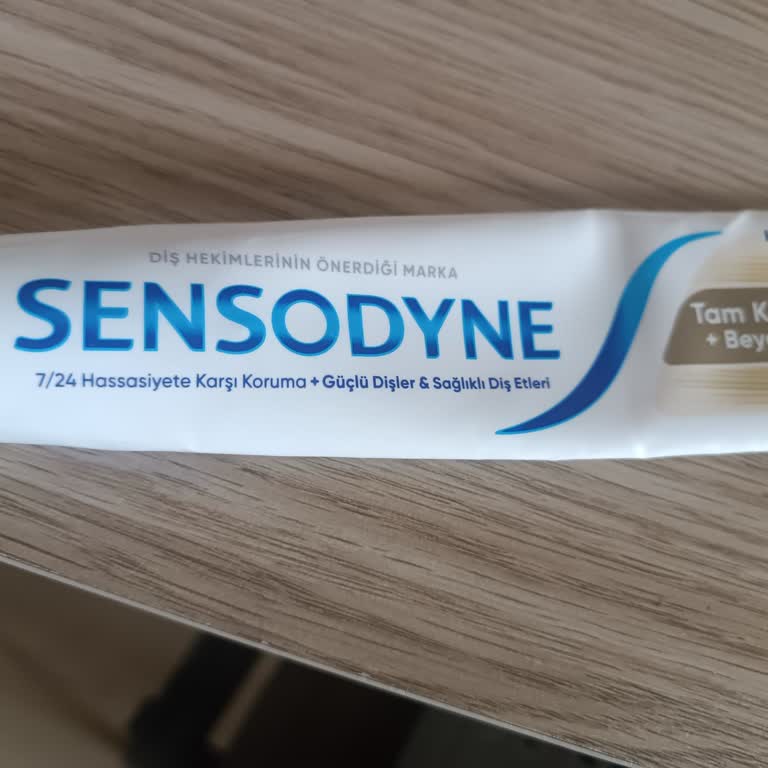 DİŞ HEKİMLERİNİN ÖNERDİĞİ MARKA
SENSODYNE
7/24 Hassasiyete Karşı Koruma + Güçlü Dişler & Sağlıklı Diş Etleri
Tam
+